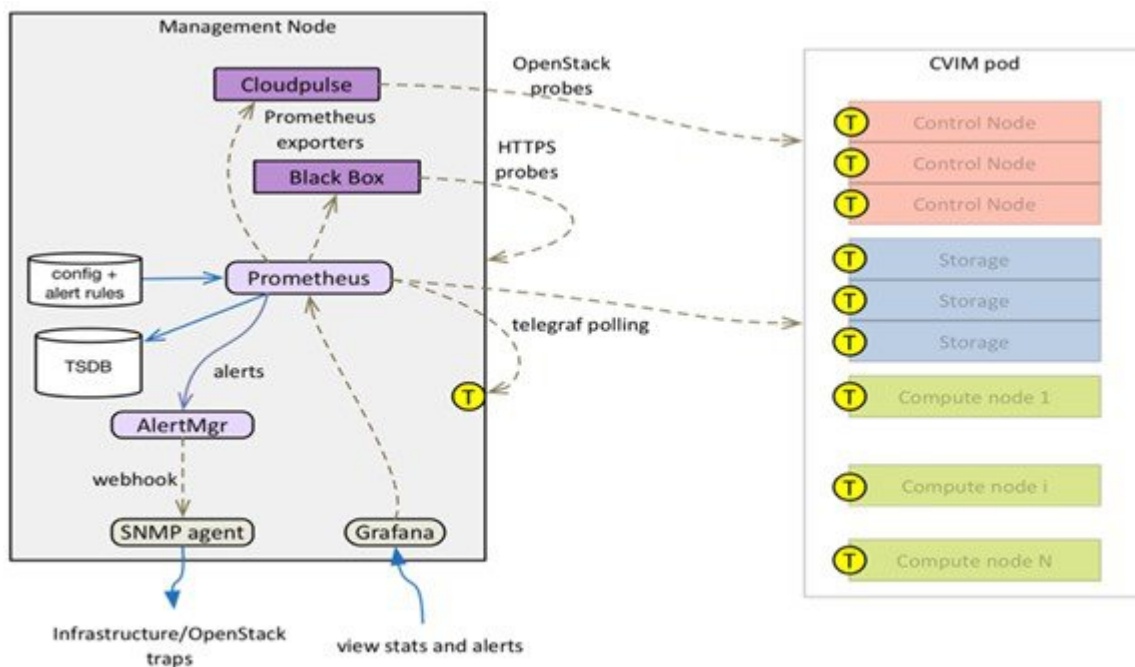 Management Node
Cloudpulse
Prometheus
exporters
Black Box
OpenStack
probes
HTTPS
probes
config +
alert rules
Prometheus
TSDB
telegraf polling
alerts
T
AlertMgr
webhook
SNMP agent
Grafana
Infrastructure/OpenStack
traps
view stats and alerts
CVIM pod
T Control Node
T Control Node
T Control Node
T Storage
T Storage
T Storage
T Compute node 1
T Compute node i
T Compute node N